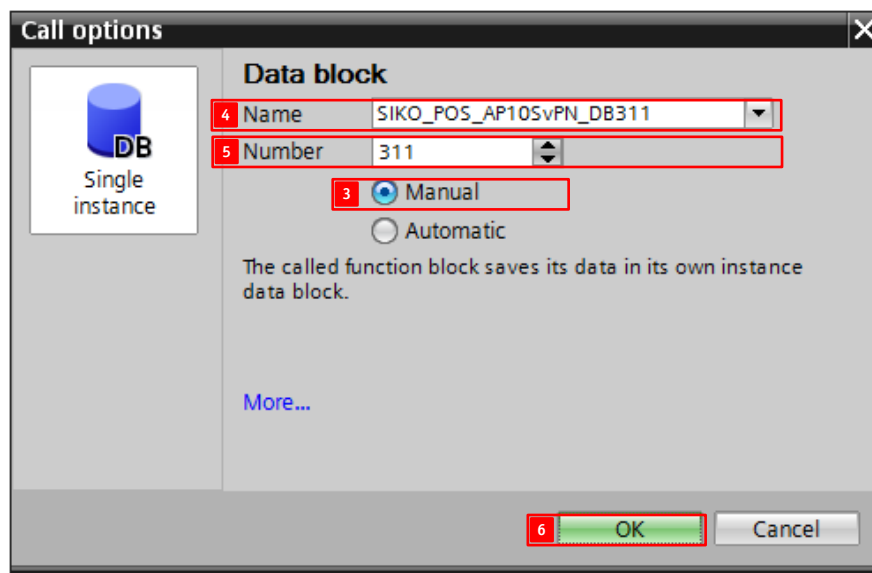 Call options
DB
Single
instance
Data block
4 Name SIKO_POS_AP10SvPN_DB311
5 Number 311
3 Manual
Automatic
The called function block saves its data in its own instance
data block.
More...
6 OK Cancel